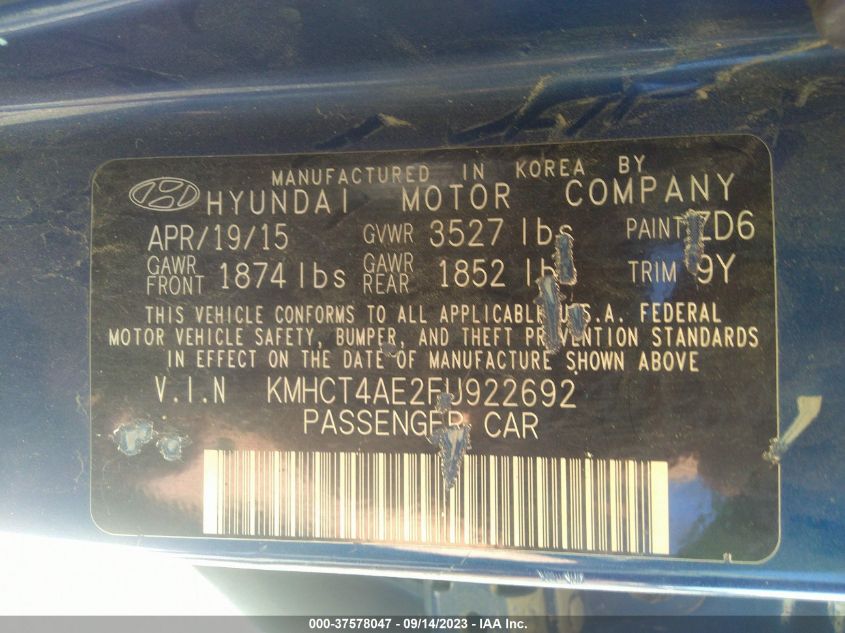 MANUFACTURED IN KOREA BY
HYUNDAI MOTOR COMPANY
APR/19/15 GVWR 3527 lbs PAINT ZD6
GAWR FRONT 1874 lbs GAWR REAR 1852 lbs TRIM 9Y
THIS VEHICLE CONFORMS TO ALL APPLICABLE U.S.A. FEDERAL
MOTOR VEHICLE SAFETY, BUMPER, AND THEFT PREVENTION STANDARDS
IN EFFECT ON THE DATE OF MANUFACTURE SHOWN ABOVE
V.I.N KMHCT4AE2FU922692
PASSENGER CAR
000-37578047 - 09/14/2023 - IAA Inc.